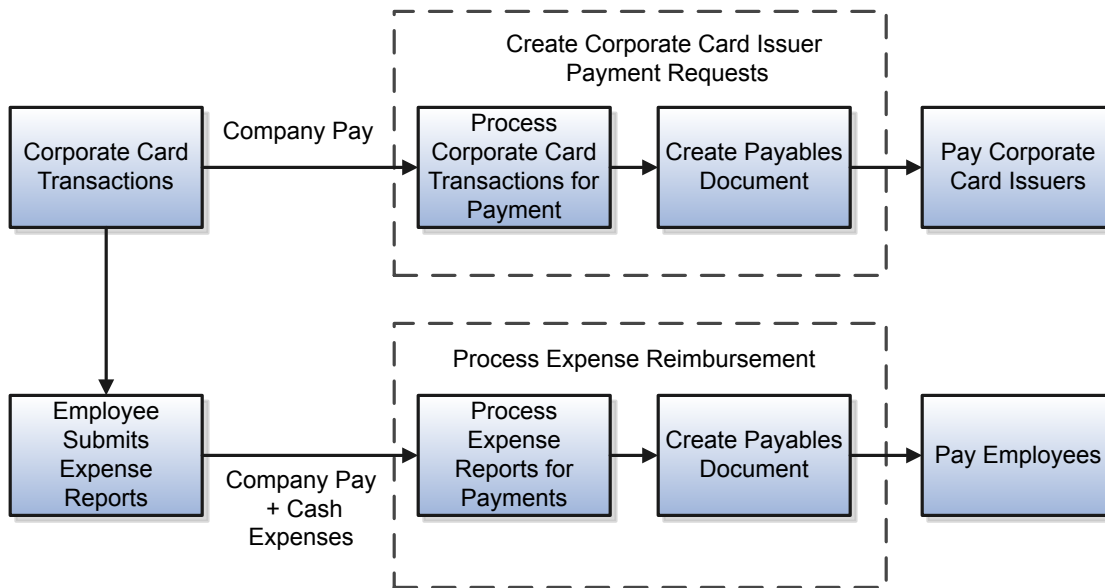 Create Corporate Card Issuer
Payment Requests
Corporate Card
Transactions
Company Pay
Process
Corporate Card
Transactions for
Payment
Create Payables
Document
Pay Corporate
Card Issuers
Process Expense Reimbursement
Employee
Submits
Expense
Reports
Company Pay
+ Cash
Expenses
Process
Expense
Reports for
Payments
Create Payables
Document
Pay Employees